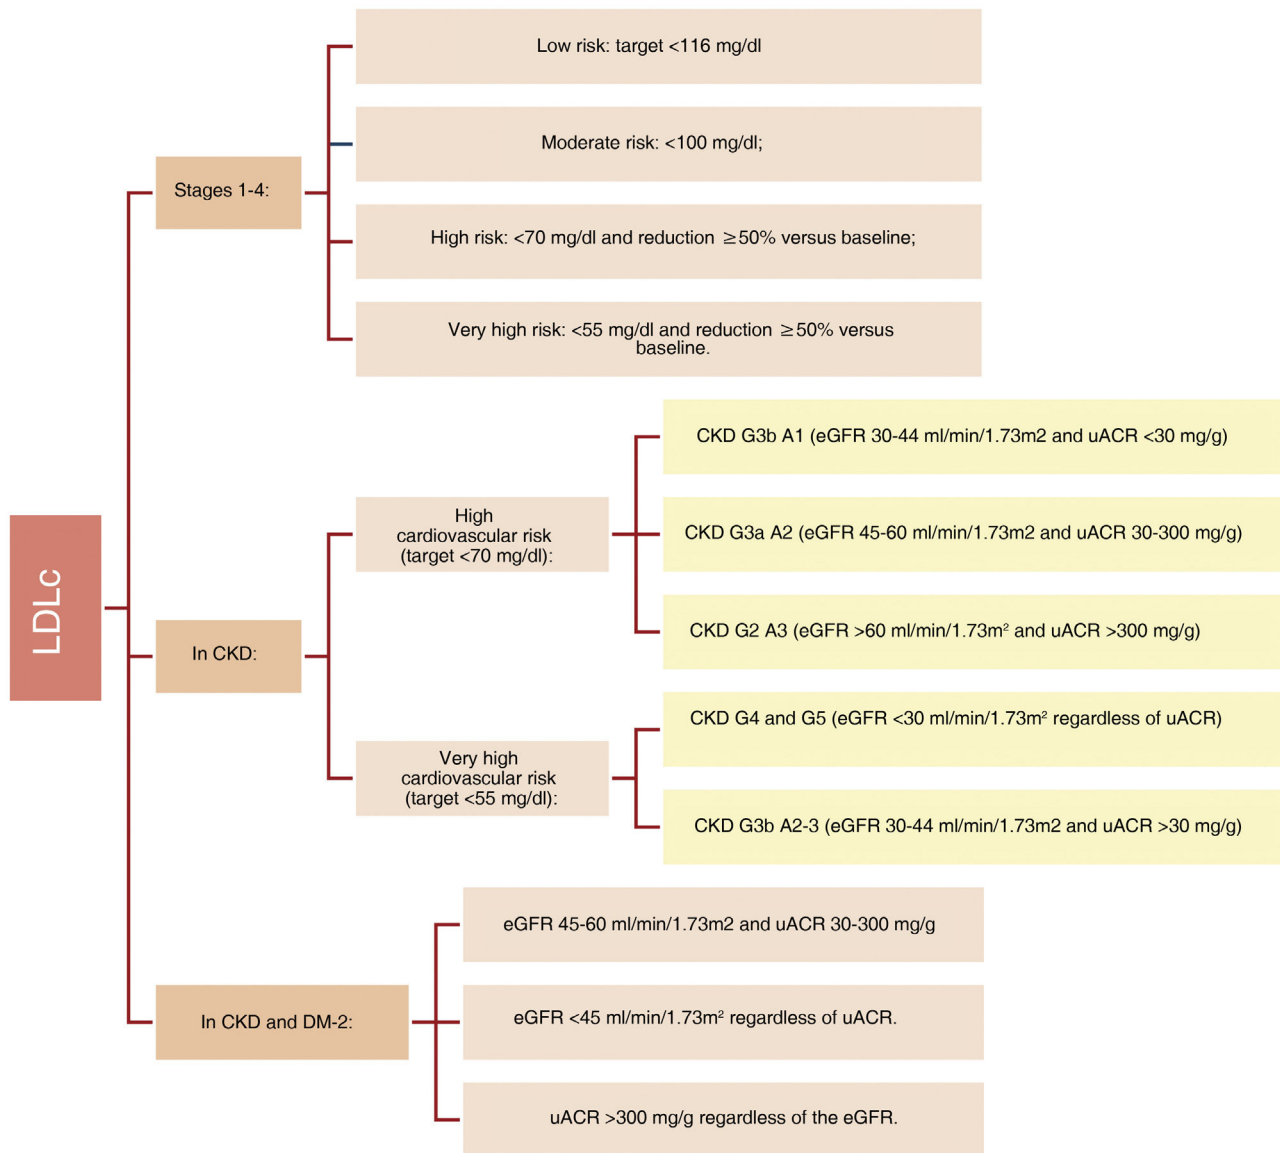 Low risk: target <116 mg/dl
Moderate risk: <100 mg/dl;
Stages 1-4:
High risk: <70 mg/dl and reduction ≥50% versus baseline;
Very high risk: <55 mg/dl and reduction ≥50% versus
baseline.
LDLc
In CKD:
High
cardiovascular risk
(target <70 mg/dl):
CKD G3b A1 (eGFR 30-44 ml/min/1.73m2 and uACR <30 mg/g)
CKD G3a A2 (eGFR 45-60 ml/min/1.73m2 and uACR 30-300 mg/g)
CKD G2 A3 (eGFR >60 ml/min/1.73m² and uACR >300 mg/g)
Very high
cardiovascular risk
(target <55 mg/dl):
CKD G4 and G5 (eGFR <30 ml/min/1.73m² regardless of uACR)
CKD G3b A2-3 (eGFR 30-44 ml/min/1.73m2 and uACR >30 mg/g)
In CKD and DM-2:
eGFR 45-60 ml/min/1.73m2 and uACR 30-300 mg/g
eGFR <45 ml/min/1.73m² regardless of uACR.
uACR >300 mg/g regardless of the eGFR.